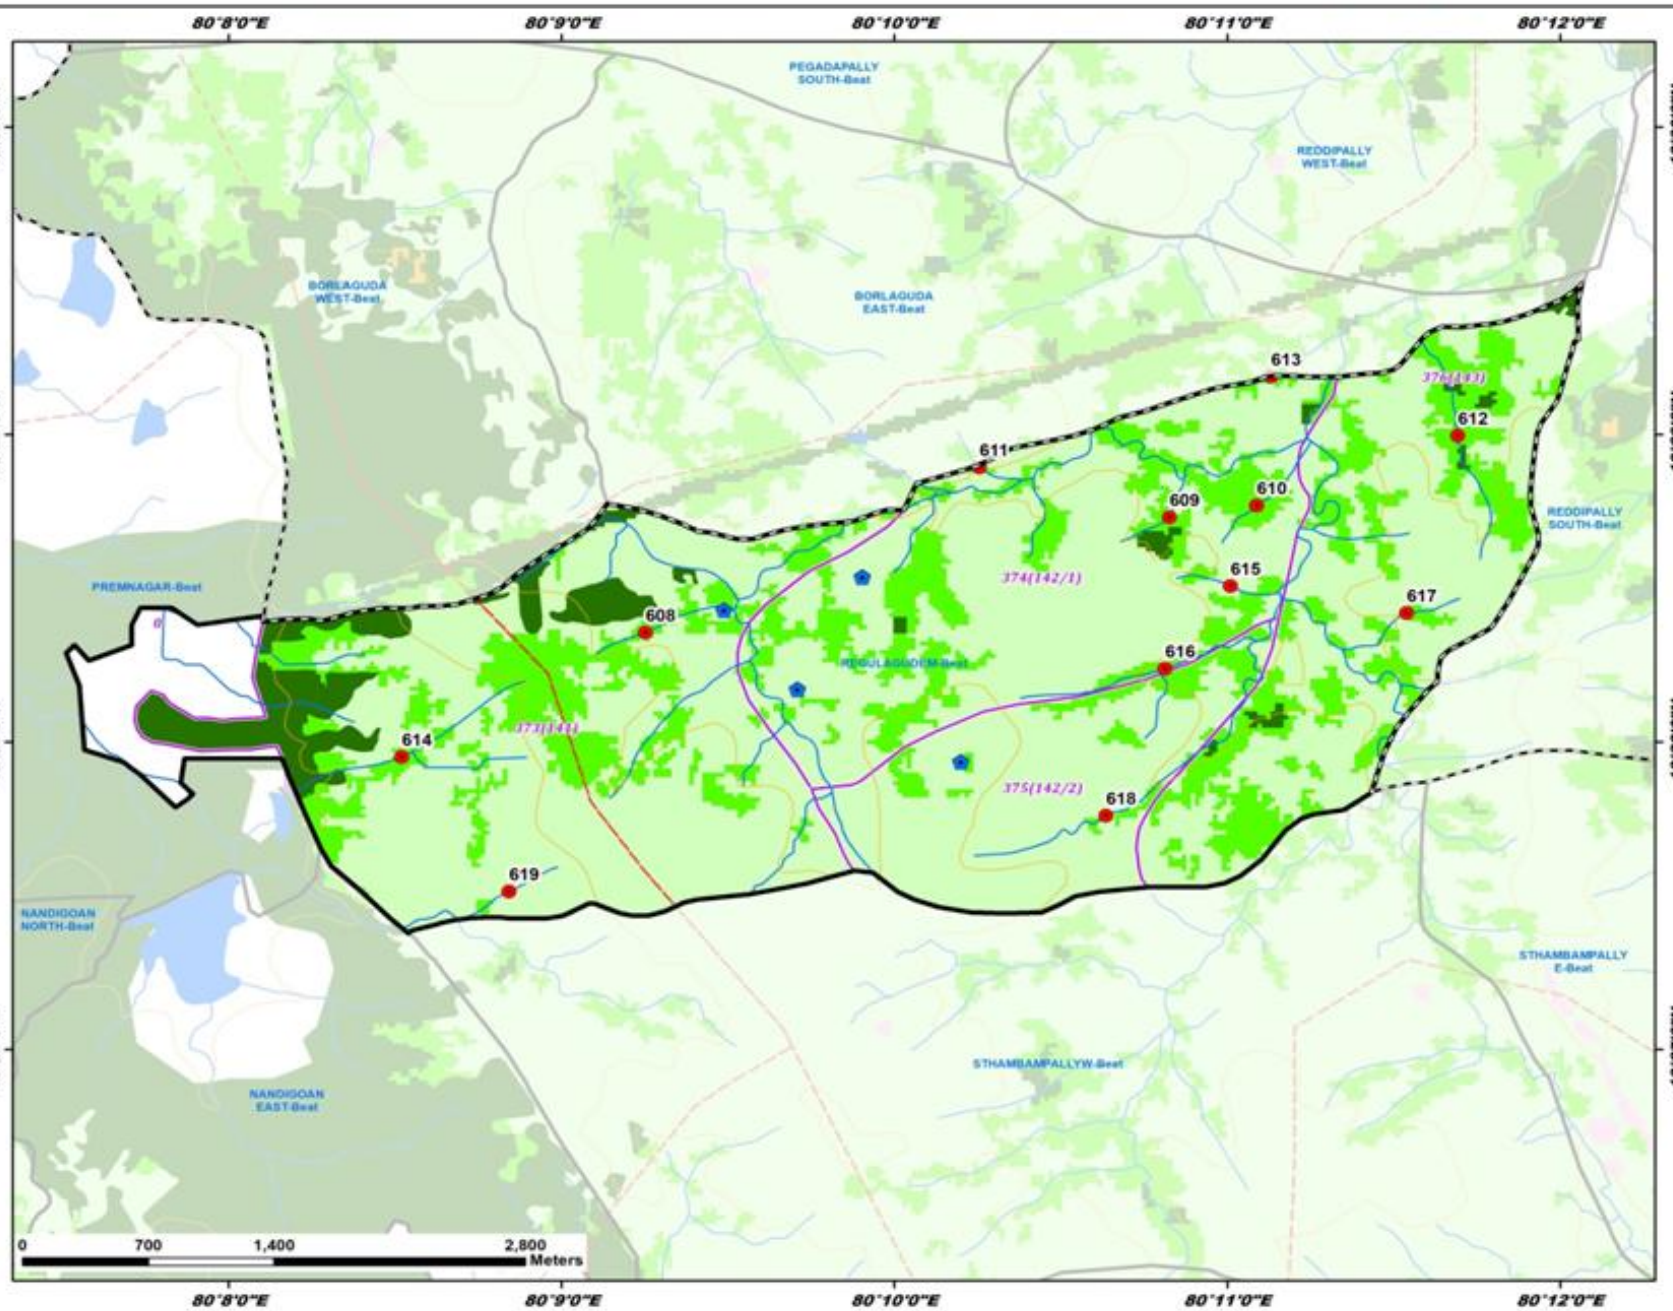 80°8'0"E
80°9'0"E
80°10'0"E
80°11'0"E
80°12'0"E
PEGADAPALLY
SOUTH-Beat
REDDIPALLY
WEST-Beat
BORLAGUDA
WEST-Beat
BORLAGUDA
EAST-Beat
613
376(143)
612
611
610
609
REDDIPALLY
SOUTH-Beat
615
374(142/1)
PREMNAGAR-Beat
617
608
0
616
REGULAGUDEM-Beat
373(141)
614
375(142/2)
618
619
NANDIGOAN
NORTH-Beat
STHAMBAMPALLY
E-Beat
STHAMBAMPALLYW-Beat
NANDIGOAN
EAST-Beat
0
700
1,400
2,800
Meters
80°8'0"E
80°9'0"E
80°10'0"E
80°11'0"E
80°12'0"E